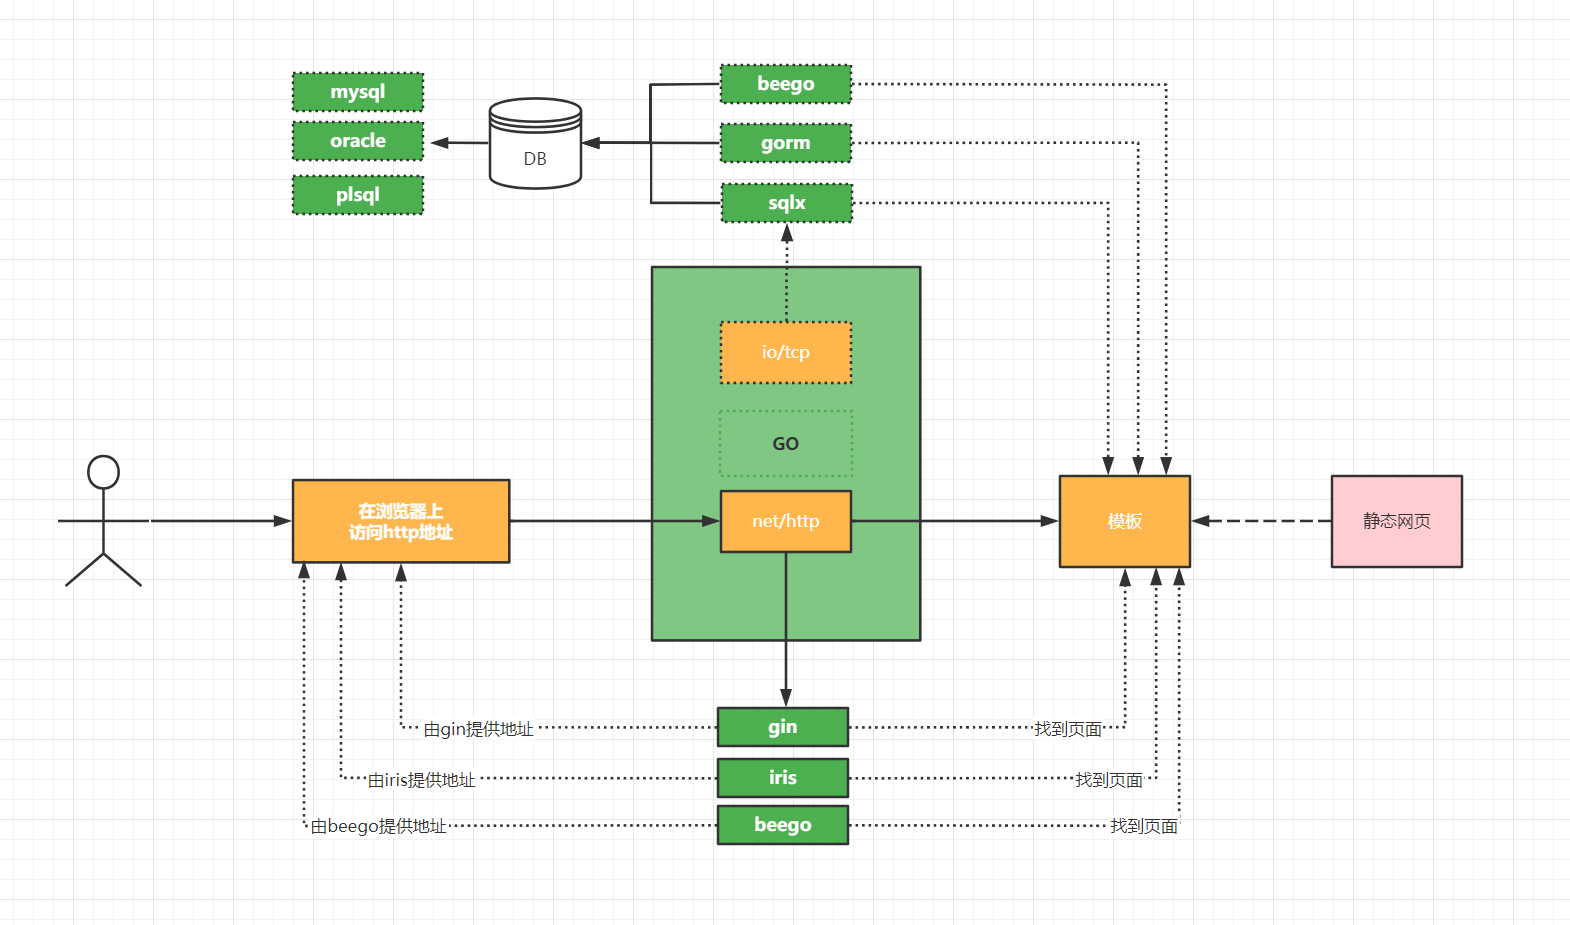 mysql
oracle
plsql
DB
beego
gorm
sqlx
io/tcp
GO
在浏览器上
访问http地址
net/http
模板
静态网页
由gin提供地址
gin
找到页面
由iris提供地址
iris
找到页面
由beego提供地址
beego
找到页面